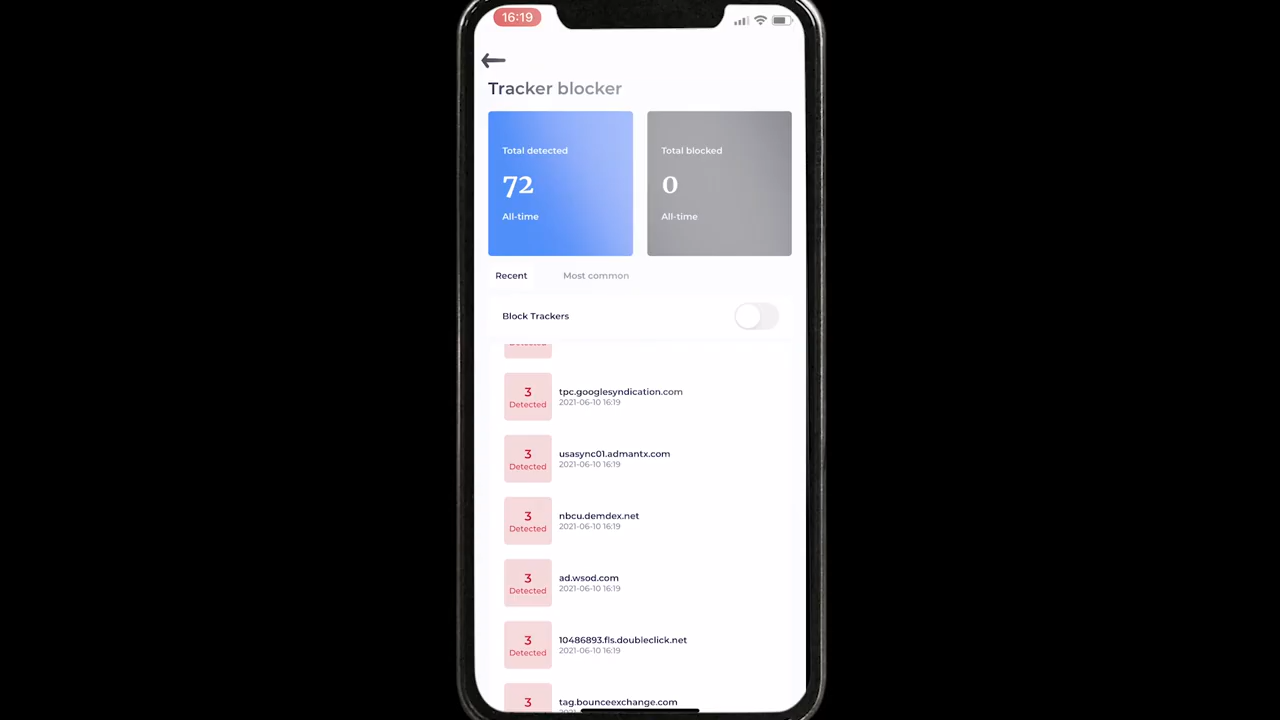 16:19
Tracker blocker
Total detected
72
All-time
Total blocked
0
All-time
Recent
Most common
Block Trackers
Detected
3
Detected
tpc.googlesyndication.com
2021-06-10 16:19
3
Detected
usasync01.admantx.com
2021-06-10 16:19
3
Detected
nbcu.demdex.net
2021-06-10 16:19
3
Detected
ad.wsod.com
2021-06-10 16:19
3
Detected
10486893.fls.doubleclick.net
2021-06-10 16:19
3
tag.bounceexchange.com